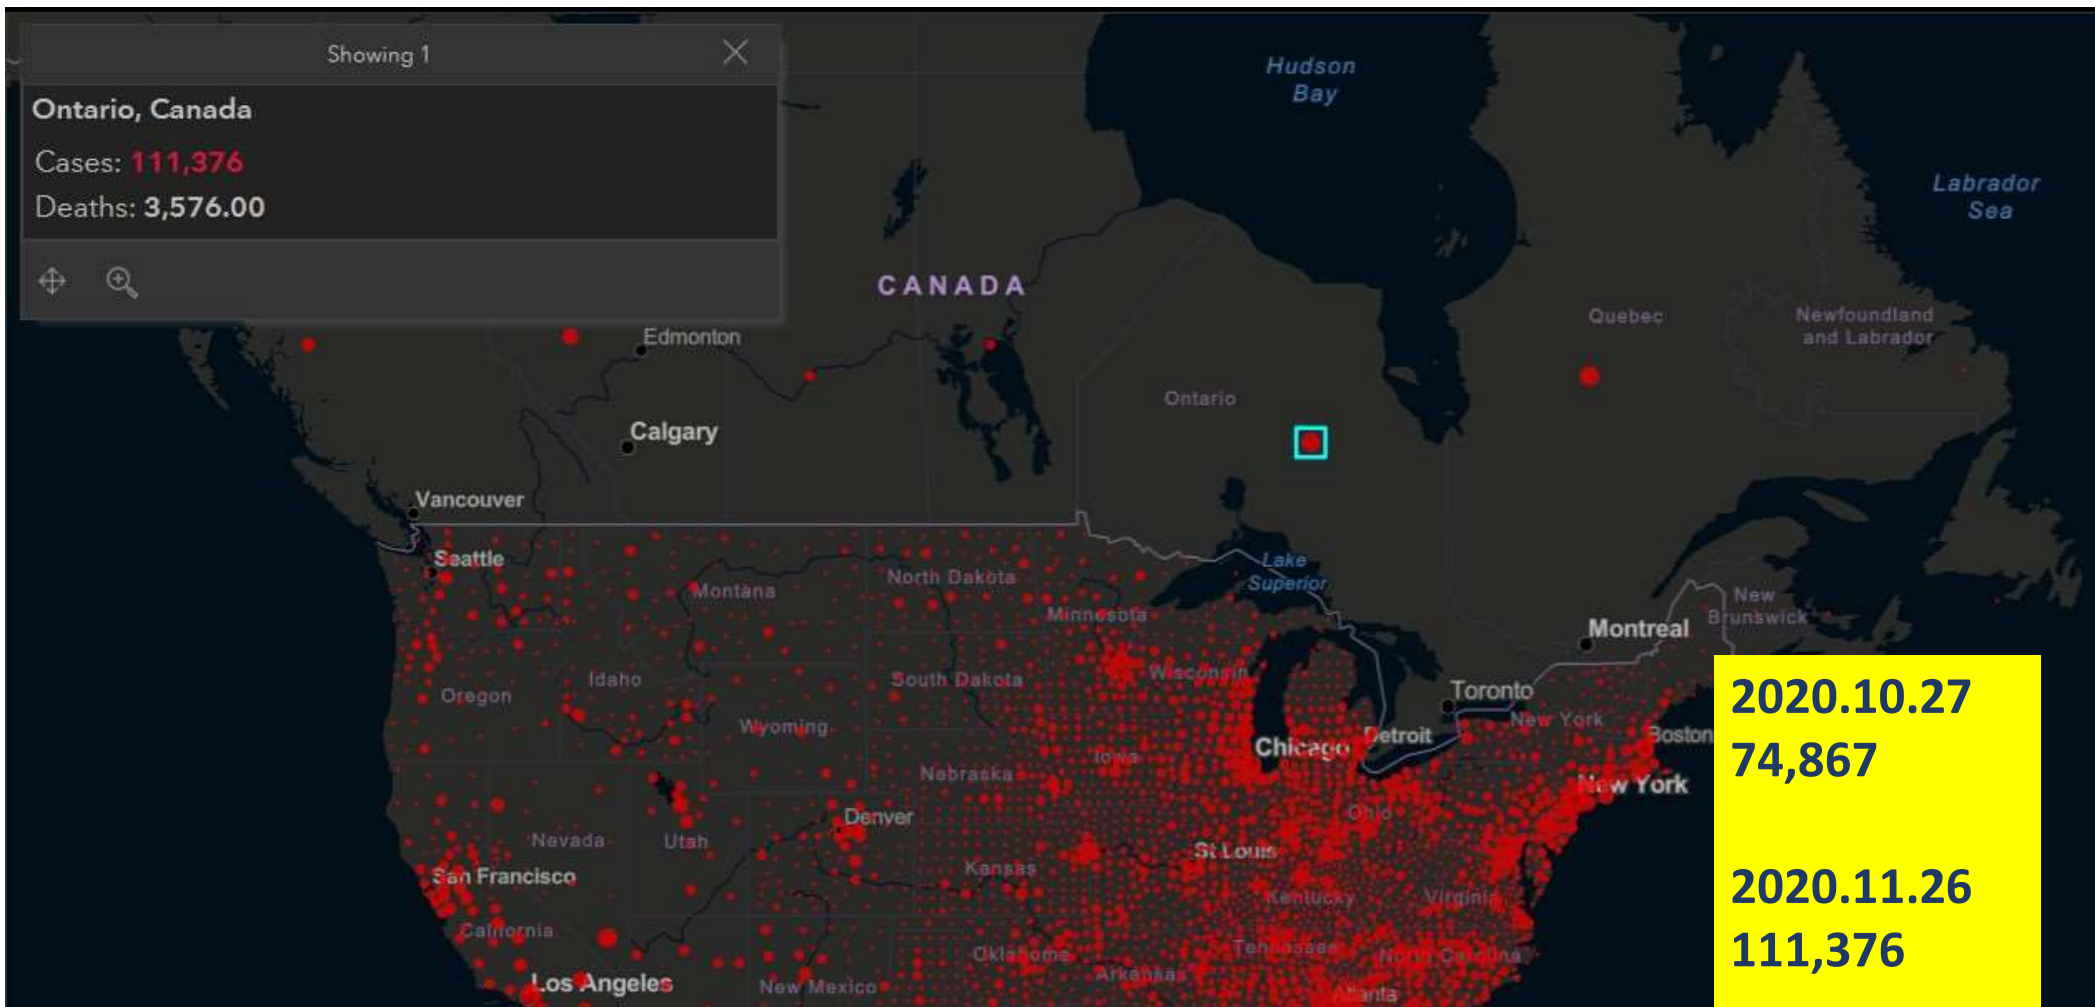 Showing 1
Ontario, Canada
Cases: 111,376
Deaths: 3,576.00
Hudson
Bay
Labrador
Sea
CANADA
Quebec
Newfoundland
and Labrador
Edmonton
Ontario
Calgary
Vancouver
Seattle
Lake
Superior
Montana
North Dakota
Minnesota
New
Brunswick
Montreal
Oregon
Idaho
South Dakota
Wisconsin
Toronto
Wyoming
New York
Detroit
Boston
Chicago
Iowa
Nebraska
New York
Denver
Ohio
Nevada
Utah
St Louis
Kansas
San Francisco
Kentucky
Virginia
California
Oklahoma
Tennessee
North Carolina
Arkansas
Los Angeles
New Mexico
Atlanta
2020.10.27
74,867
2020.11.26
111,376